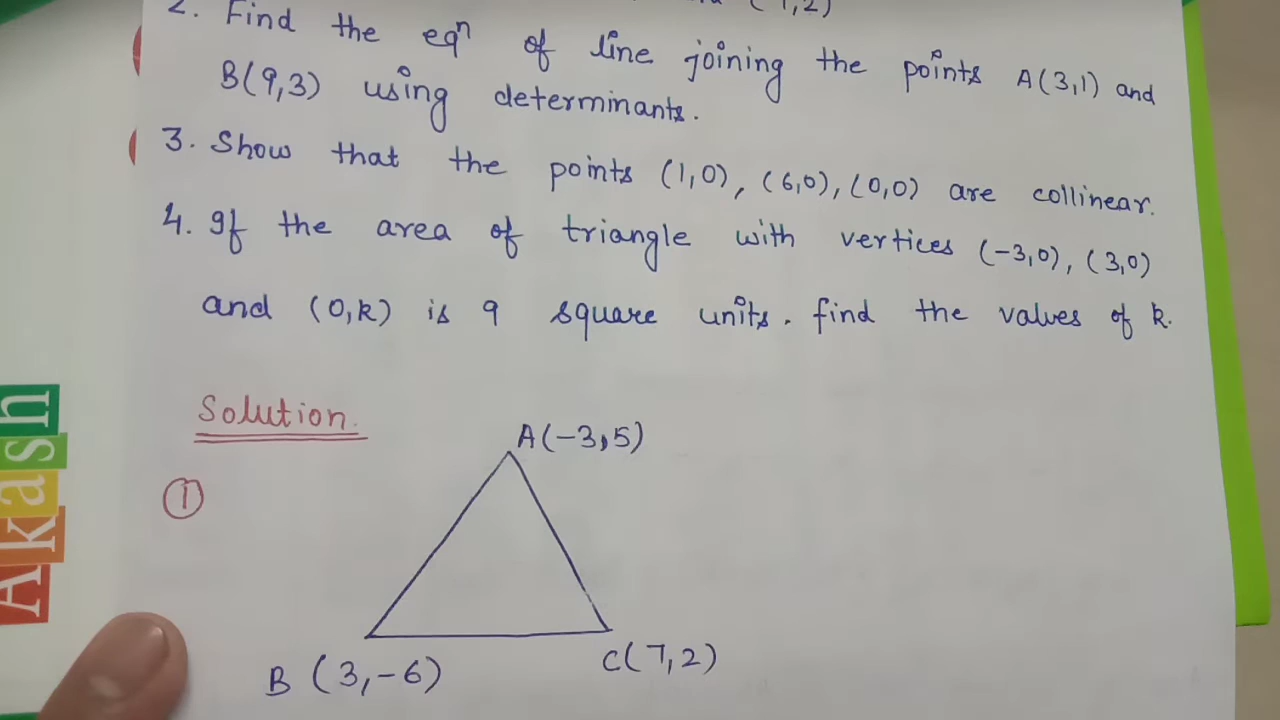 (7,2)
2. Find the eqⁿ of line joining the points A(3,1) and
B(9,3) using determinants.
3. Show that the points (1,0), (6,0), (0,0) are collinear.
4. If the area of triangle with vertices (-3,0), (3,0)
and (0,k) is 9 square units. find the values of k.
Solution.
A(-3,5)
①
B (3,-6)
C(7,2)
Akash